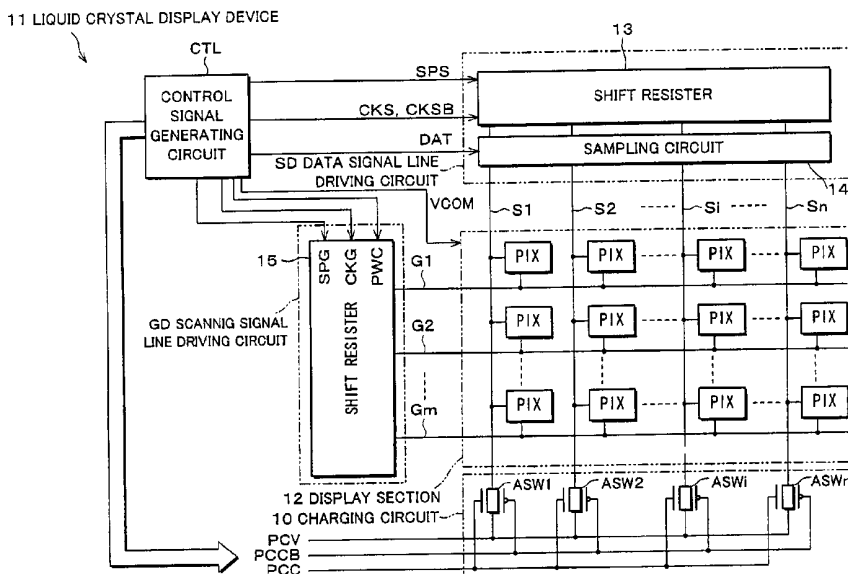 11 LIQUID CRYSTAL DISPLAY DEVICE
CTL
CONTROL
SIGNAL
GENERATING
CIRCUIT
SPS
CKS, CKSB
DAT
13
SHIFT RESISTER
SAMPLING CIRCUIT
14
SD DATA SIGNAL LINE
DRIVING CIRCUIT
VCOM
S1 S2 Si Sn
15
SPG CKG PWC
SHIFT RESISTER
GD SCANNIG SIGNAL
LINE DRIVING CIRCUIT
G1
PIX PIX PIX PIX
G2
PIX PIX PIX PIX
Gm
PIX PIX PIX PIX
12 DISPLAY SECTION
10 CHARGING CIRCUIT
ASW1 ASW2 ASWi ASWn
PCV
PCCB
PCC